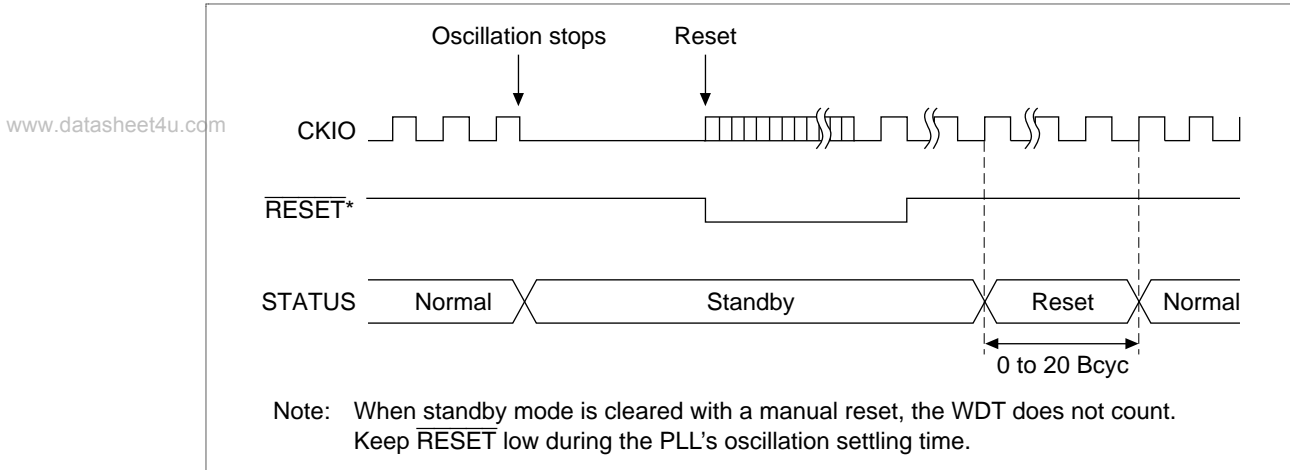 Oscillation stops Reset
www.datasheet4u.com
CKIO
RESET*
STATUS Normal Standby Reset Normal
0 to 20 Bcyc
Note: When standby mode is cleared with a manual reset, the WDT does not count.
Keep RESET low during the PLL's oscillation settling time.